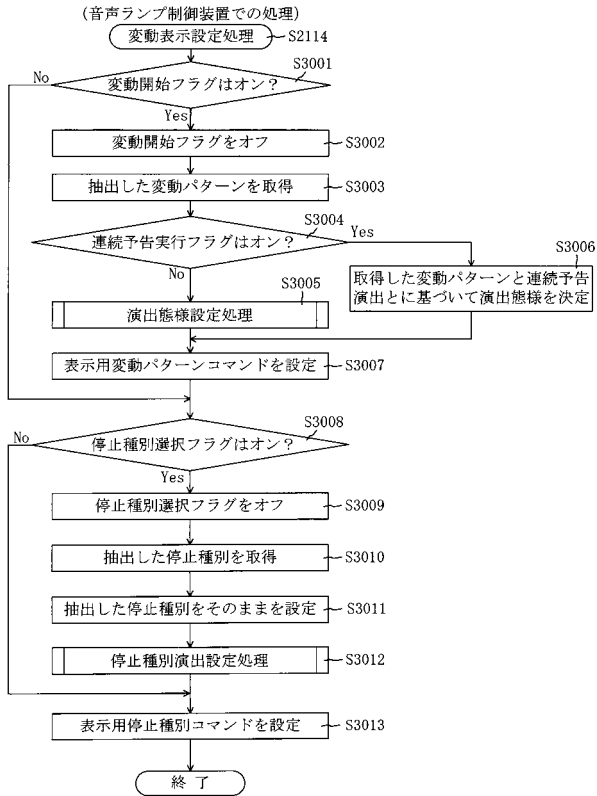 (音声ランプ制御装置での処理)
変動表示設定処理 S2114
S3001
変動開始フラグはオン？
No
Yes
変動開始フラグをオフ S3002
抽出した変動パターンを取得 S3003
S3004
連続予告実行フラグはオン？
Yes
No
S3006
取得した変動パターンと連続予告
演出とに基づいて演出態様を決定
S3005
演出態様設定処理
表示用変動パターンコマンドを設定 S3007
S3008
停止種別選択フラグはオン？
No
Yes
停止種別選択フラグをオフ S3009
抽出した停止種別を取得 S3010
抽出した停止種別をそのままを設定 S3011
停止種別演出設定処理 S3012
表示用停止種別コマンドを設定 S3013
終了